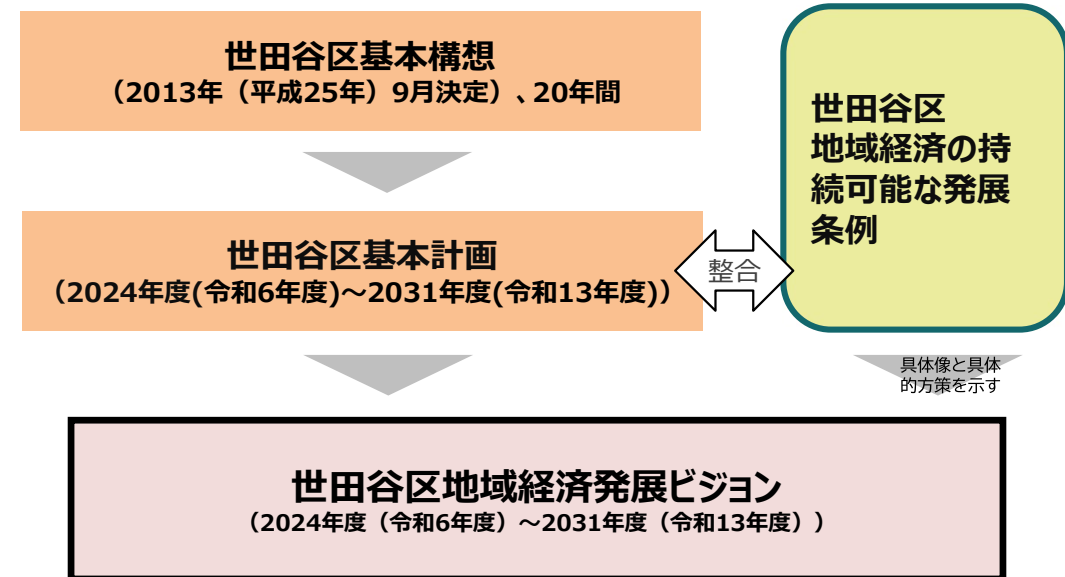 世田谷区基本構想
（2013年（平成25年）9月決定）、20年間
世田谷区
地域経済の持
続可能な発展
条例
世田谷区基本計画
（2024年度(令和6年度)～2031年度(令和13年度)）
整合
具体像と具体
的方策を示す
世田谷区地域経済発展ビジョン
（2024年度（令和6年度）～2031年度（令和13年度））